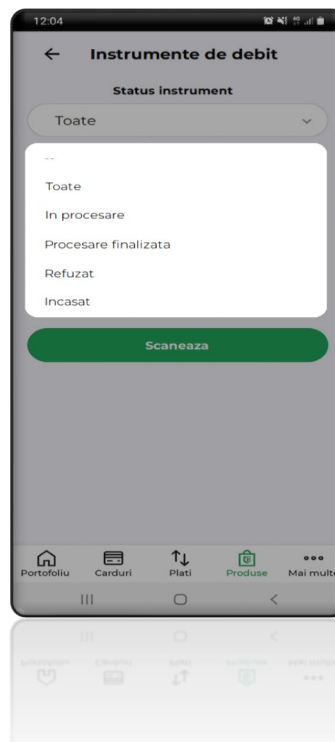 12:04
Instrumente de debit
Status instrument
Toate
--
Toate
In procesare
Procesare finalizata
Refuzat
Incasat
Scaneaza
Portofoliu Carduri Plati Produse Mai multe